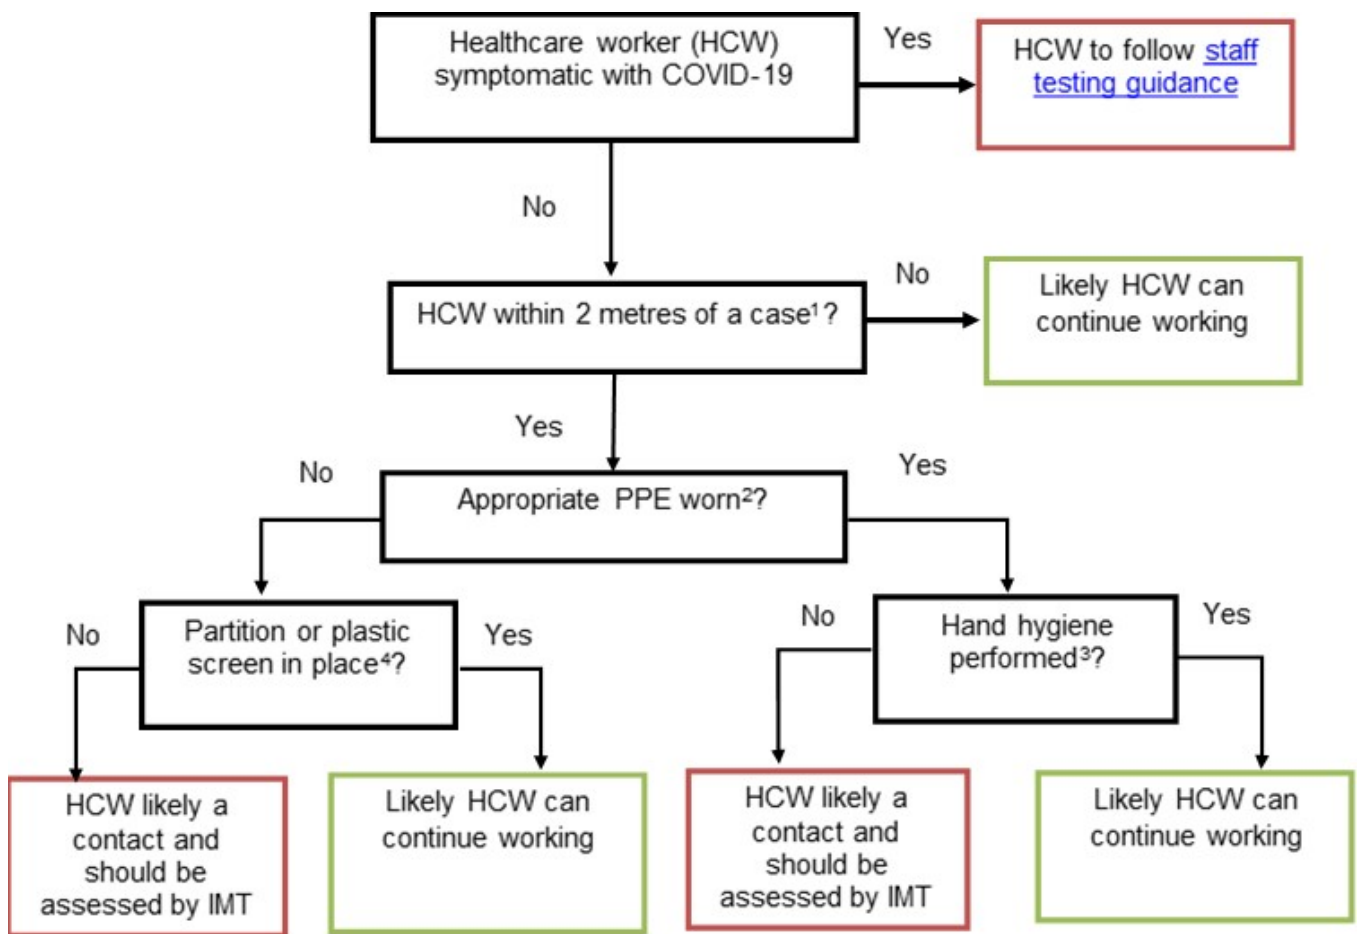 Healthcare worker (HCW)
symptomatic with COVID-19
Yes
HCW to follow staff
testing guidance
No
HCW within 2 metres of a case¹?
No
Likely HCW can
continue working
Yes
No
Appropriate PPE worn²?
Yes
No
Partition or plastic
screen in place⁴?
Yes
No
Hand hygiene
performed³?
Yes
HCW likely a
contact and
should be
assessed by IMT
Likely HCW can
continue working
HCW likely a
contact and
should be
assessed by IMT
Likely HCW can
continue working